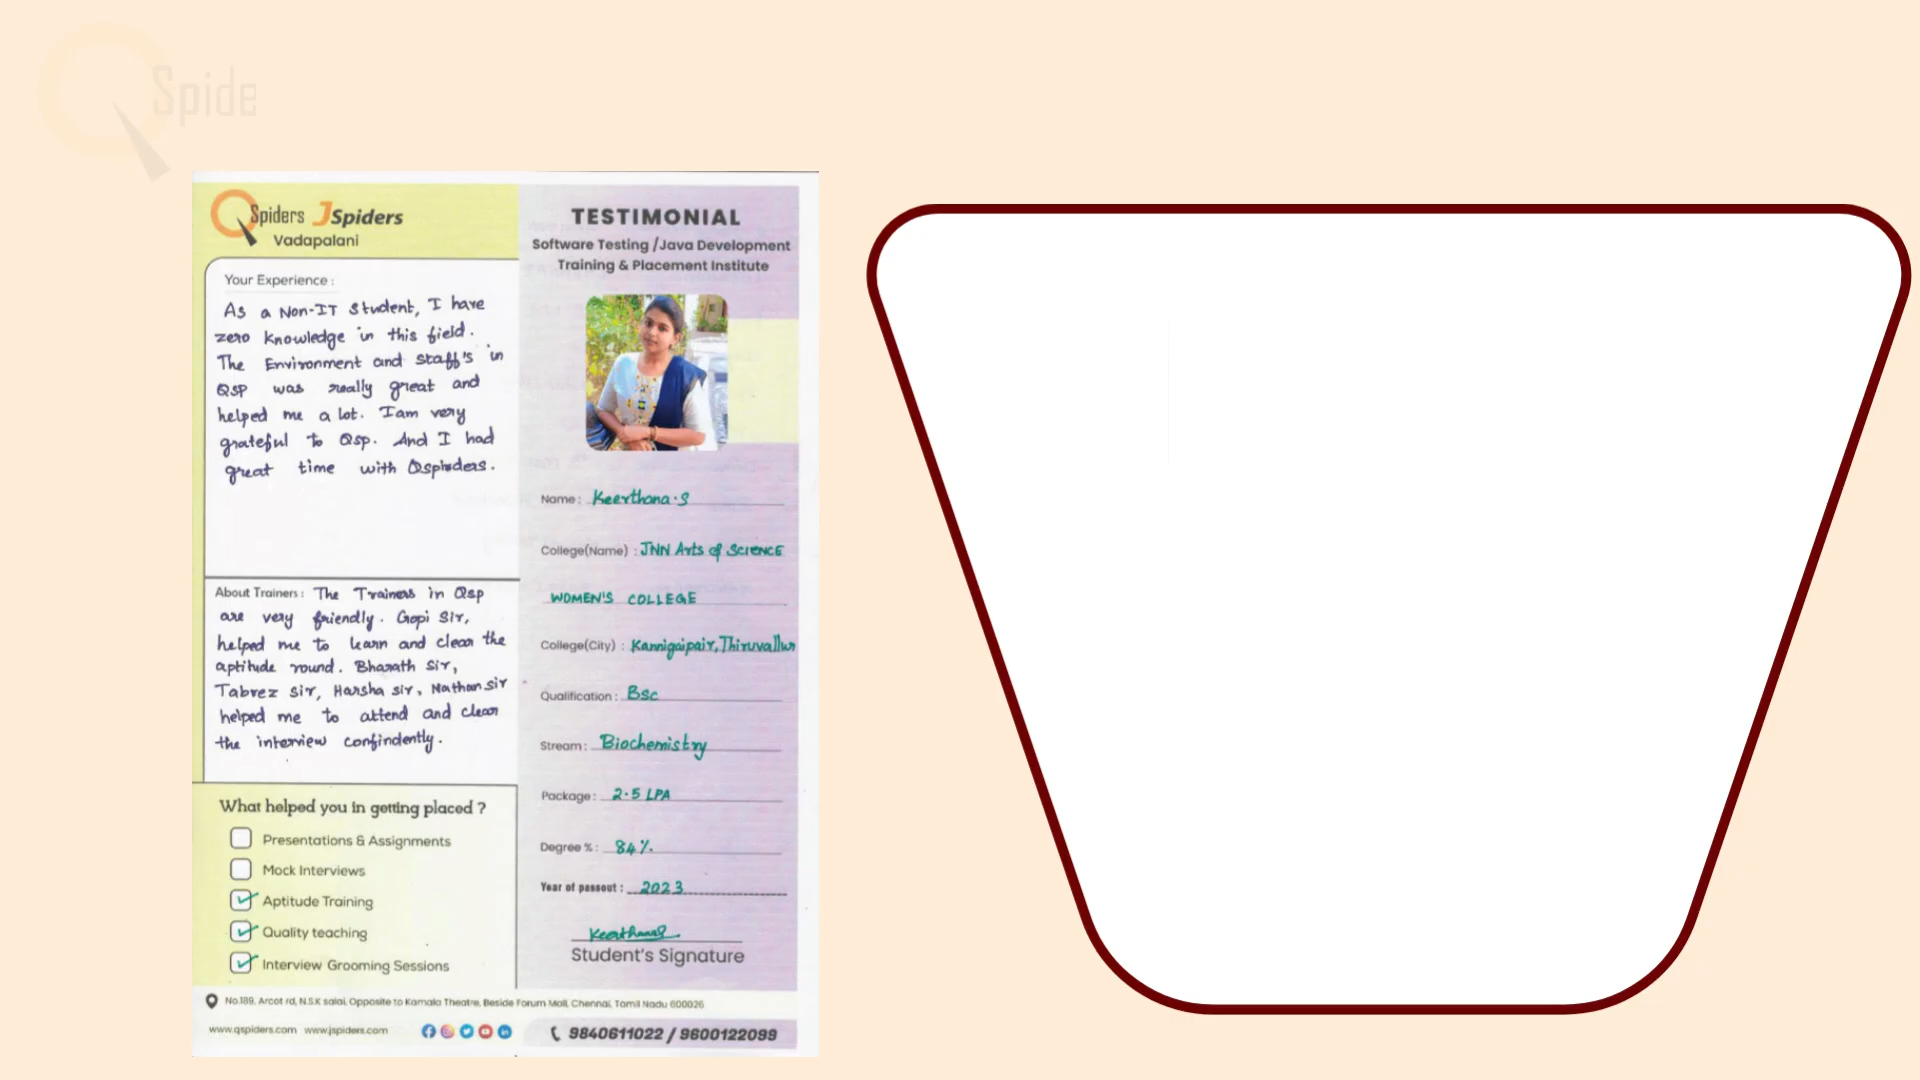 Spide
Spiders JSpiders
Vadapalani
Your Experience :
As a Non-IT Student, I have
zero knowledge in this field.
The Environment and Staff's in
QSP was really great and
helped me a lot. I am very
grateful to Qsp. And I had
great time with Qspiders.
About Trainers : The Trainers in Qsp
are very friendly. Gopi Sir,
helped me to learn and clear the
aptitude round. Bharath Sir,
Tabrez Sir, Harsha sir, Nathan sir
helped me to attend and clear
the interview confindently.
What helped you in getting placed ?
Presentations & Assignments
Mock Interviews
Aptitude Training
Quality teaching
Interview Grooming Sessions
TESTIMONIAL
Software Testing /Java Development
Training & Placement Institute
Name : Keerthana.S
College(Name) : JNN Arts of SCIENCE
WOMEN'S COLLEGE
College(City) : Kannigaipair, Thiruvallur
Qualification : Bsc
Stream : Biochemistry
Package : 2.5 LPA
Degree % : 84%.
Year of passout : 2023
Keerthana S
Student's Signature
No.189, Arcot rd, N.S.K salai, Opposite to Kamala Theatre, Beside Forum Mall, Chennai, Tamil Nadu 600026
www.qspiders.com www.jspiders.com
9840611022 / 9600122099